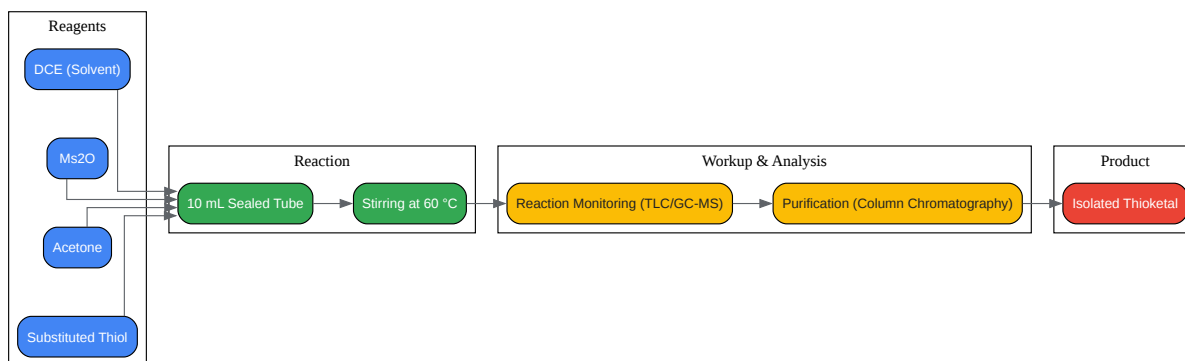 Reagents
DCE (Solvent)
Ms2O
Acetone
Substituted Thiol
Reaction
10 mL Sealed Tube
Stirring at 60 °C
Workup & Analysis
Reaction Monitoring (TLC/GC-MS)
Purification (Column Chromatography)
Product
Isolated Thioketal